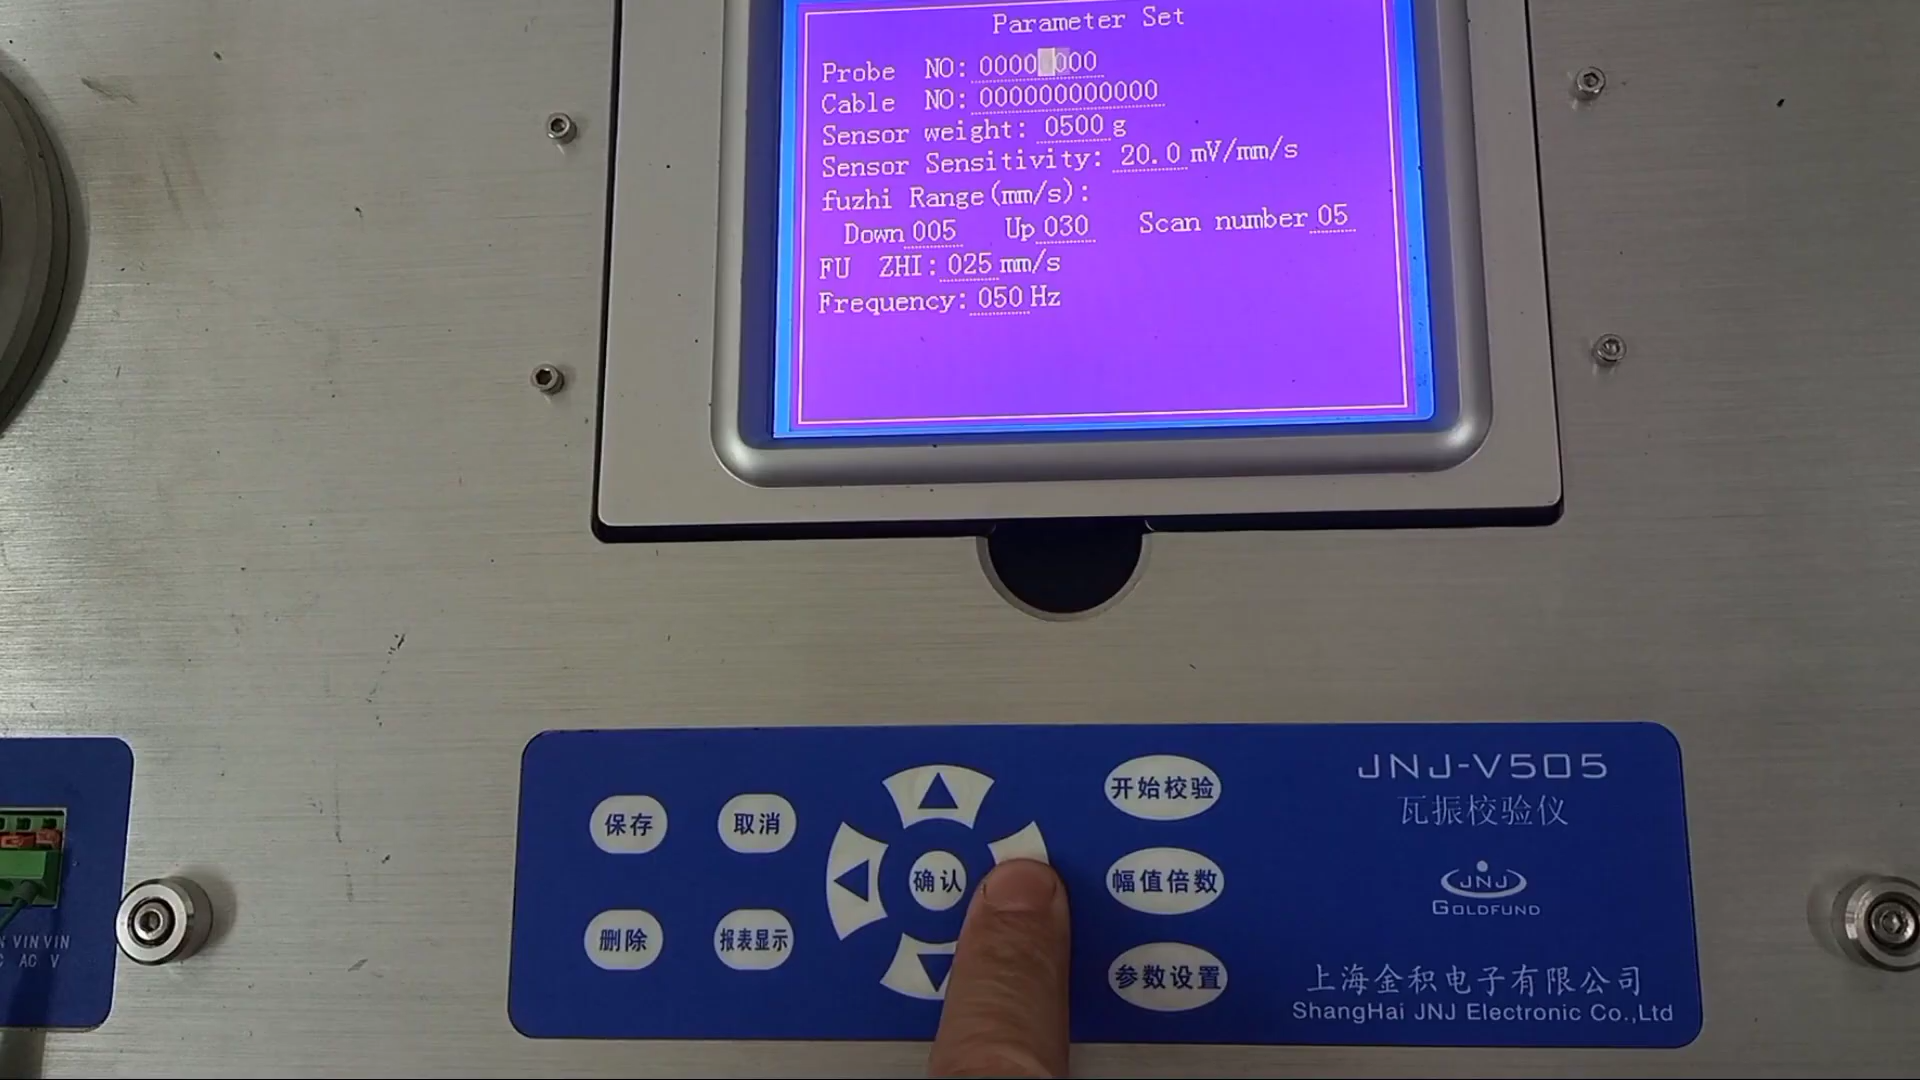 Parameter Set
Probe NO: 00000000
Cable NO: 000000000000
Sensor weight: 0500 g
Sensor Sensitivity: 20.0 mV/mm/s
fuzhi Range(mm/s):
Down 005 Up 030 Scan number 05
FU ZHI: 025 mm/s
Frequency: 050 Hz
保存
取消
确认
删除
报表显示
开始校验
幅值倍数
参数设置
JNJ-V505
瓦振校验仪
JNJ
GOLDFUND
上海金积电子有限公司
ShangHai JNJ Electronic Co.,Ltd
VIN VIN
AC V